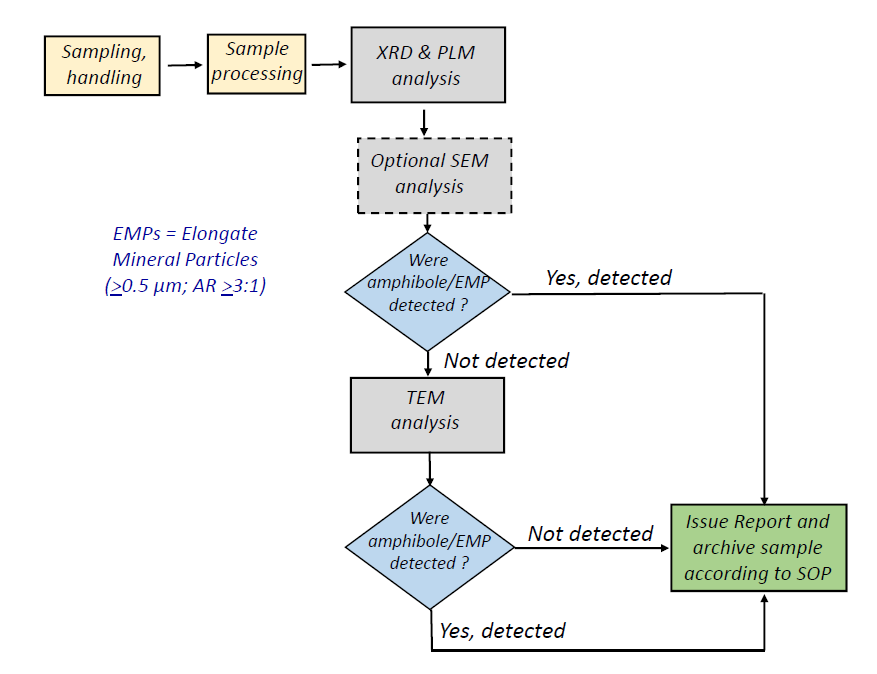 Sampling,
handling
Sample
processing
XRD & PLM
analysis
Optional SEM
analysis
EMPs = Elongate
Mineral Particles
(≥0.5 μm; AR ≥3:1)
Were
amphibole/EMP
detected ?
Yes, detected
Not detected
TEM
analysis
Were
amphibole/EMP
detected ?
Not detected
Issue Report and
archive sample
according to SOP
Yes, detected